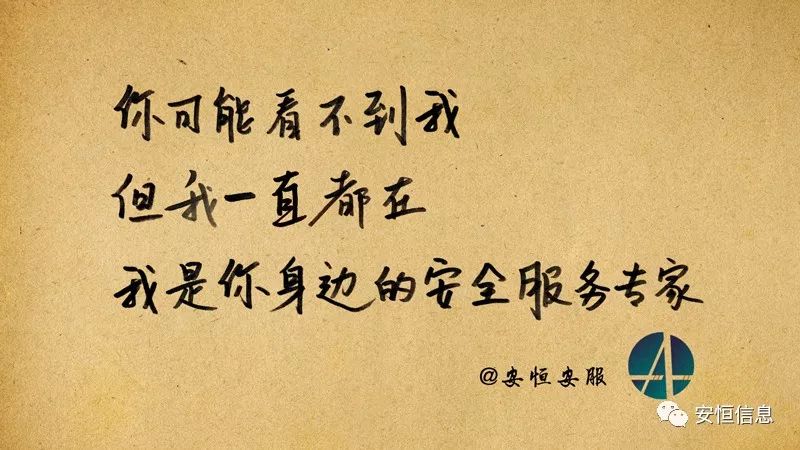 你可能看不到我
但我一直都在
我是你身边的安全服务专家
@安恒安服
安恒信息